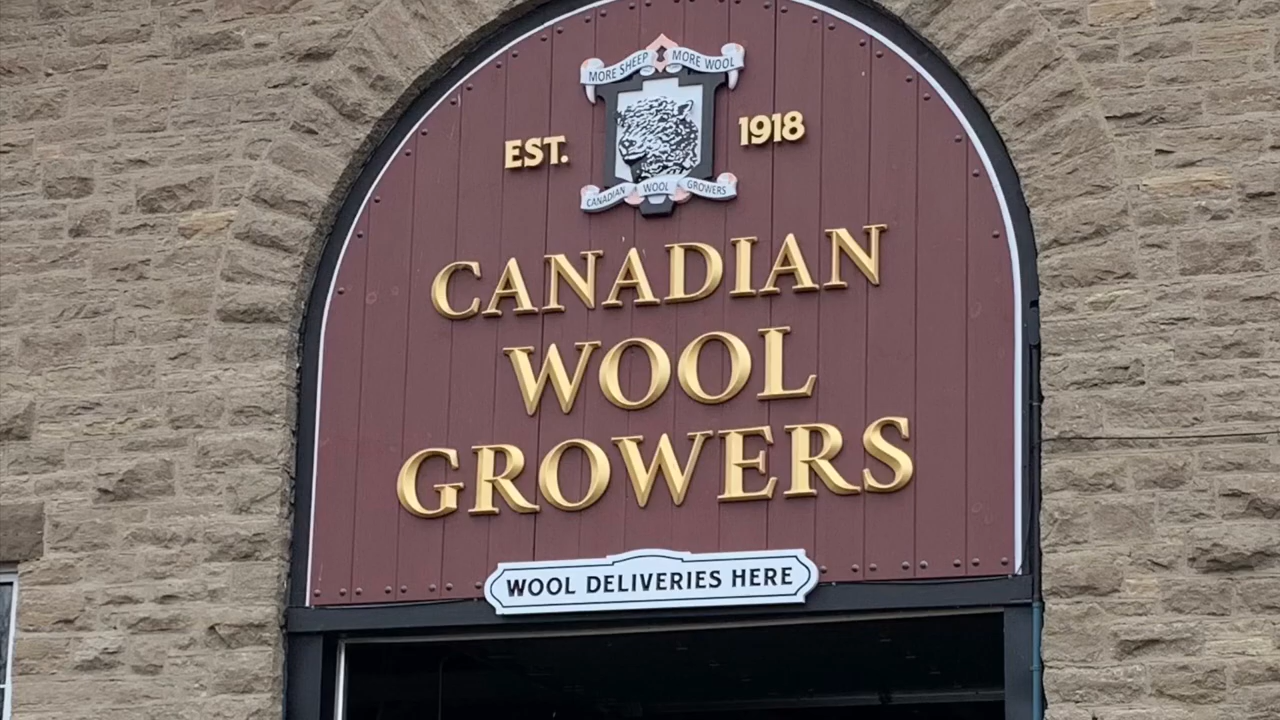 MORE SHEEP MORE WOOL
EST. 1918
CANADIAN WOOL GROWERS
CANADIAN
WOOL
GROWERS
WOOL DELIVERIES HERE